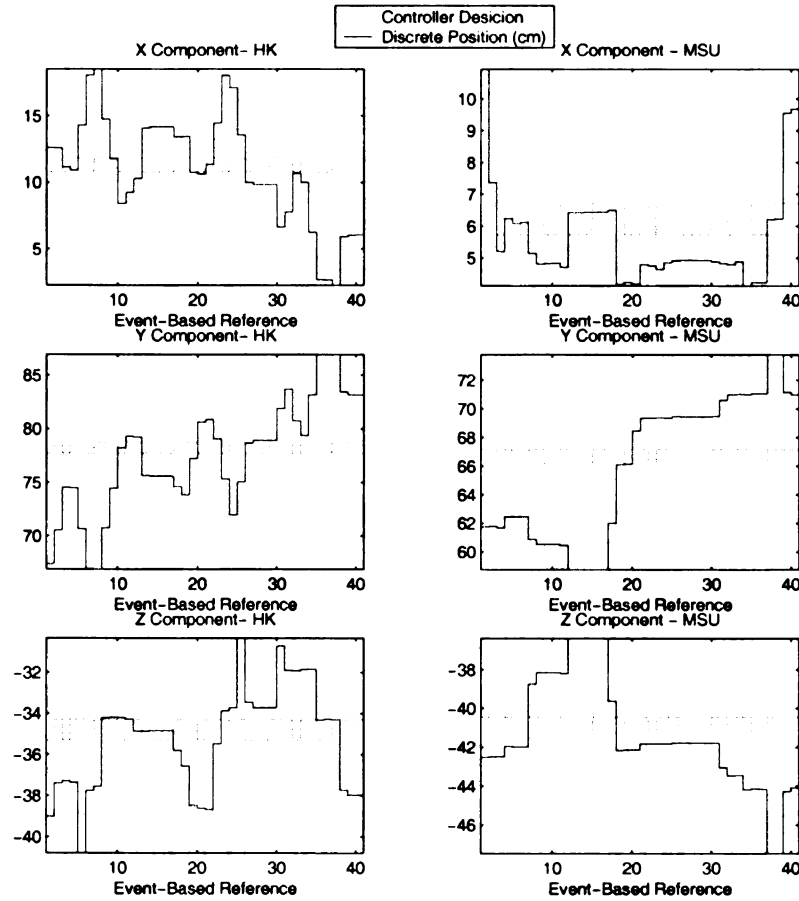 Controller Desicion
Discrete Position (cm)
X Component- HK
X Component - MSU
15
10
5
10
9
8
7
6
5
10 20 30 40
10 20 30 40
Event-Based Reference
Event-Based Reference
Y Component- HK
Y Component - MSU
85
80
75
70
72
70
68
66
64
62
60
10 20 30 40
10 20 30 40
Event-Based Reference
Event-Based Reference
Z Component- HK
Z Component - MSU
-32
-34
-36
-38
-40
-38
-40
-42
-44
-46
10 20 30 40
10 20 30 40
Event-Based Reference
Event-Based Reference